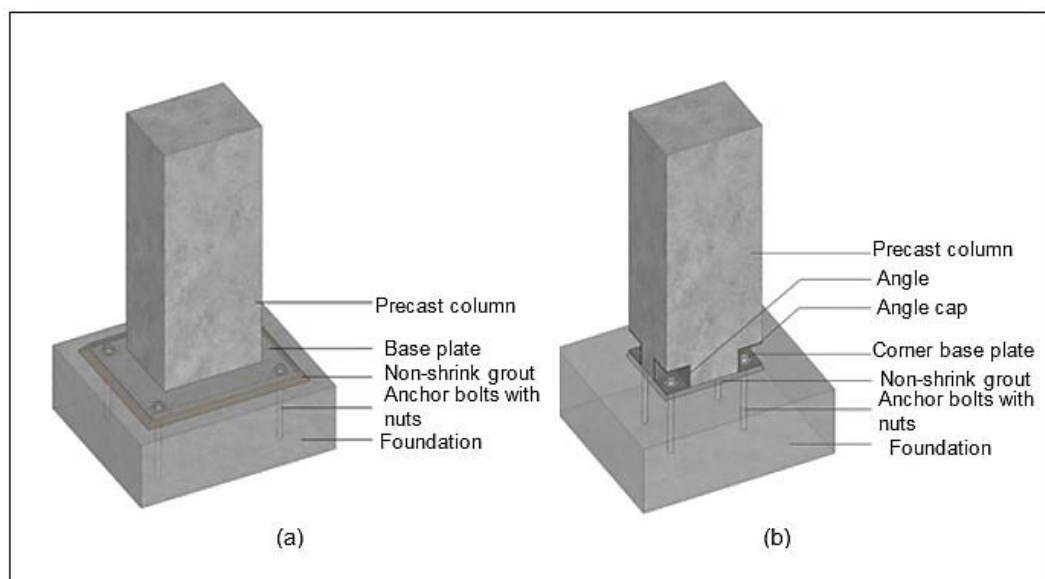 Precast column
Base plate
Non-shrink grout
Anchor bolts with
nuts
Foundation
(a)
Precast column
Angle
Angle cap
Corner base plate
Non-shrink grout
Anchor bolts with
nuts
Foundation
(b)